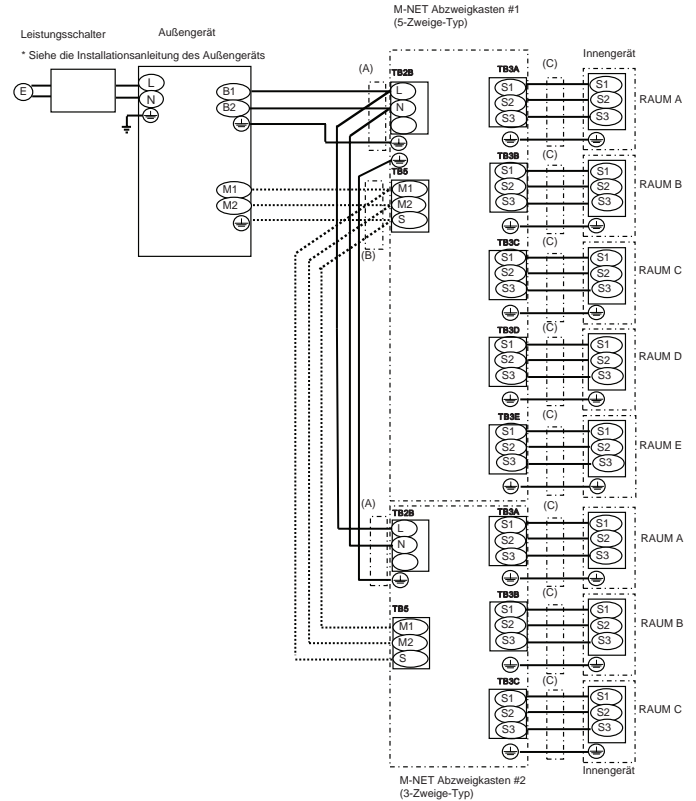 M-NET Abzweigkasten #1
(5-Zweige-Typ)
Leistungsschalter
Außengerät
* Siehe die Installationsanleitung des Außengeräts
Innengerät
E
L
N
B1
B2
M1
M2
(A)
(B)
TB2B
L
N
TB5
M1
M2
S
TB3A
S1
S2
S3
(C)
S1
S2
S3
RAUM A
TB3B
S1
S2
S3
(C)
S1
S2
S3
RAUM B
TB3C
S1
S2
S3
(C)
S1
S2
S3
RAUM C
TB3D
S1
S2
S3
(C)
S1
S2
S3
RAUM D
TB3E
S1
S2
S3
(C)
S1
S2
S3
RAUM E
(A)
TB2B
L
N
TB5
M1
M2
S
TB3A
S1
S2
S3
(C)
S1
S2
S3
RAUM A
TB3B
S1
S2
S3
(C)
S1
S2
S3
RAUM B
TB3C
S1
S2
S3
(C)
S1
S2
S3
RAUM C
Innengerät
M-NET Abzweigkasten #2
(3-Zweige-Typ)